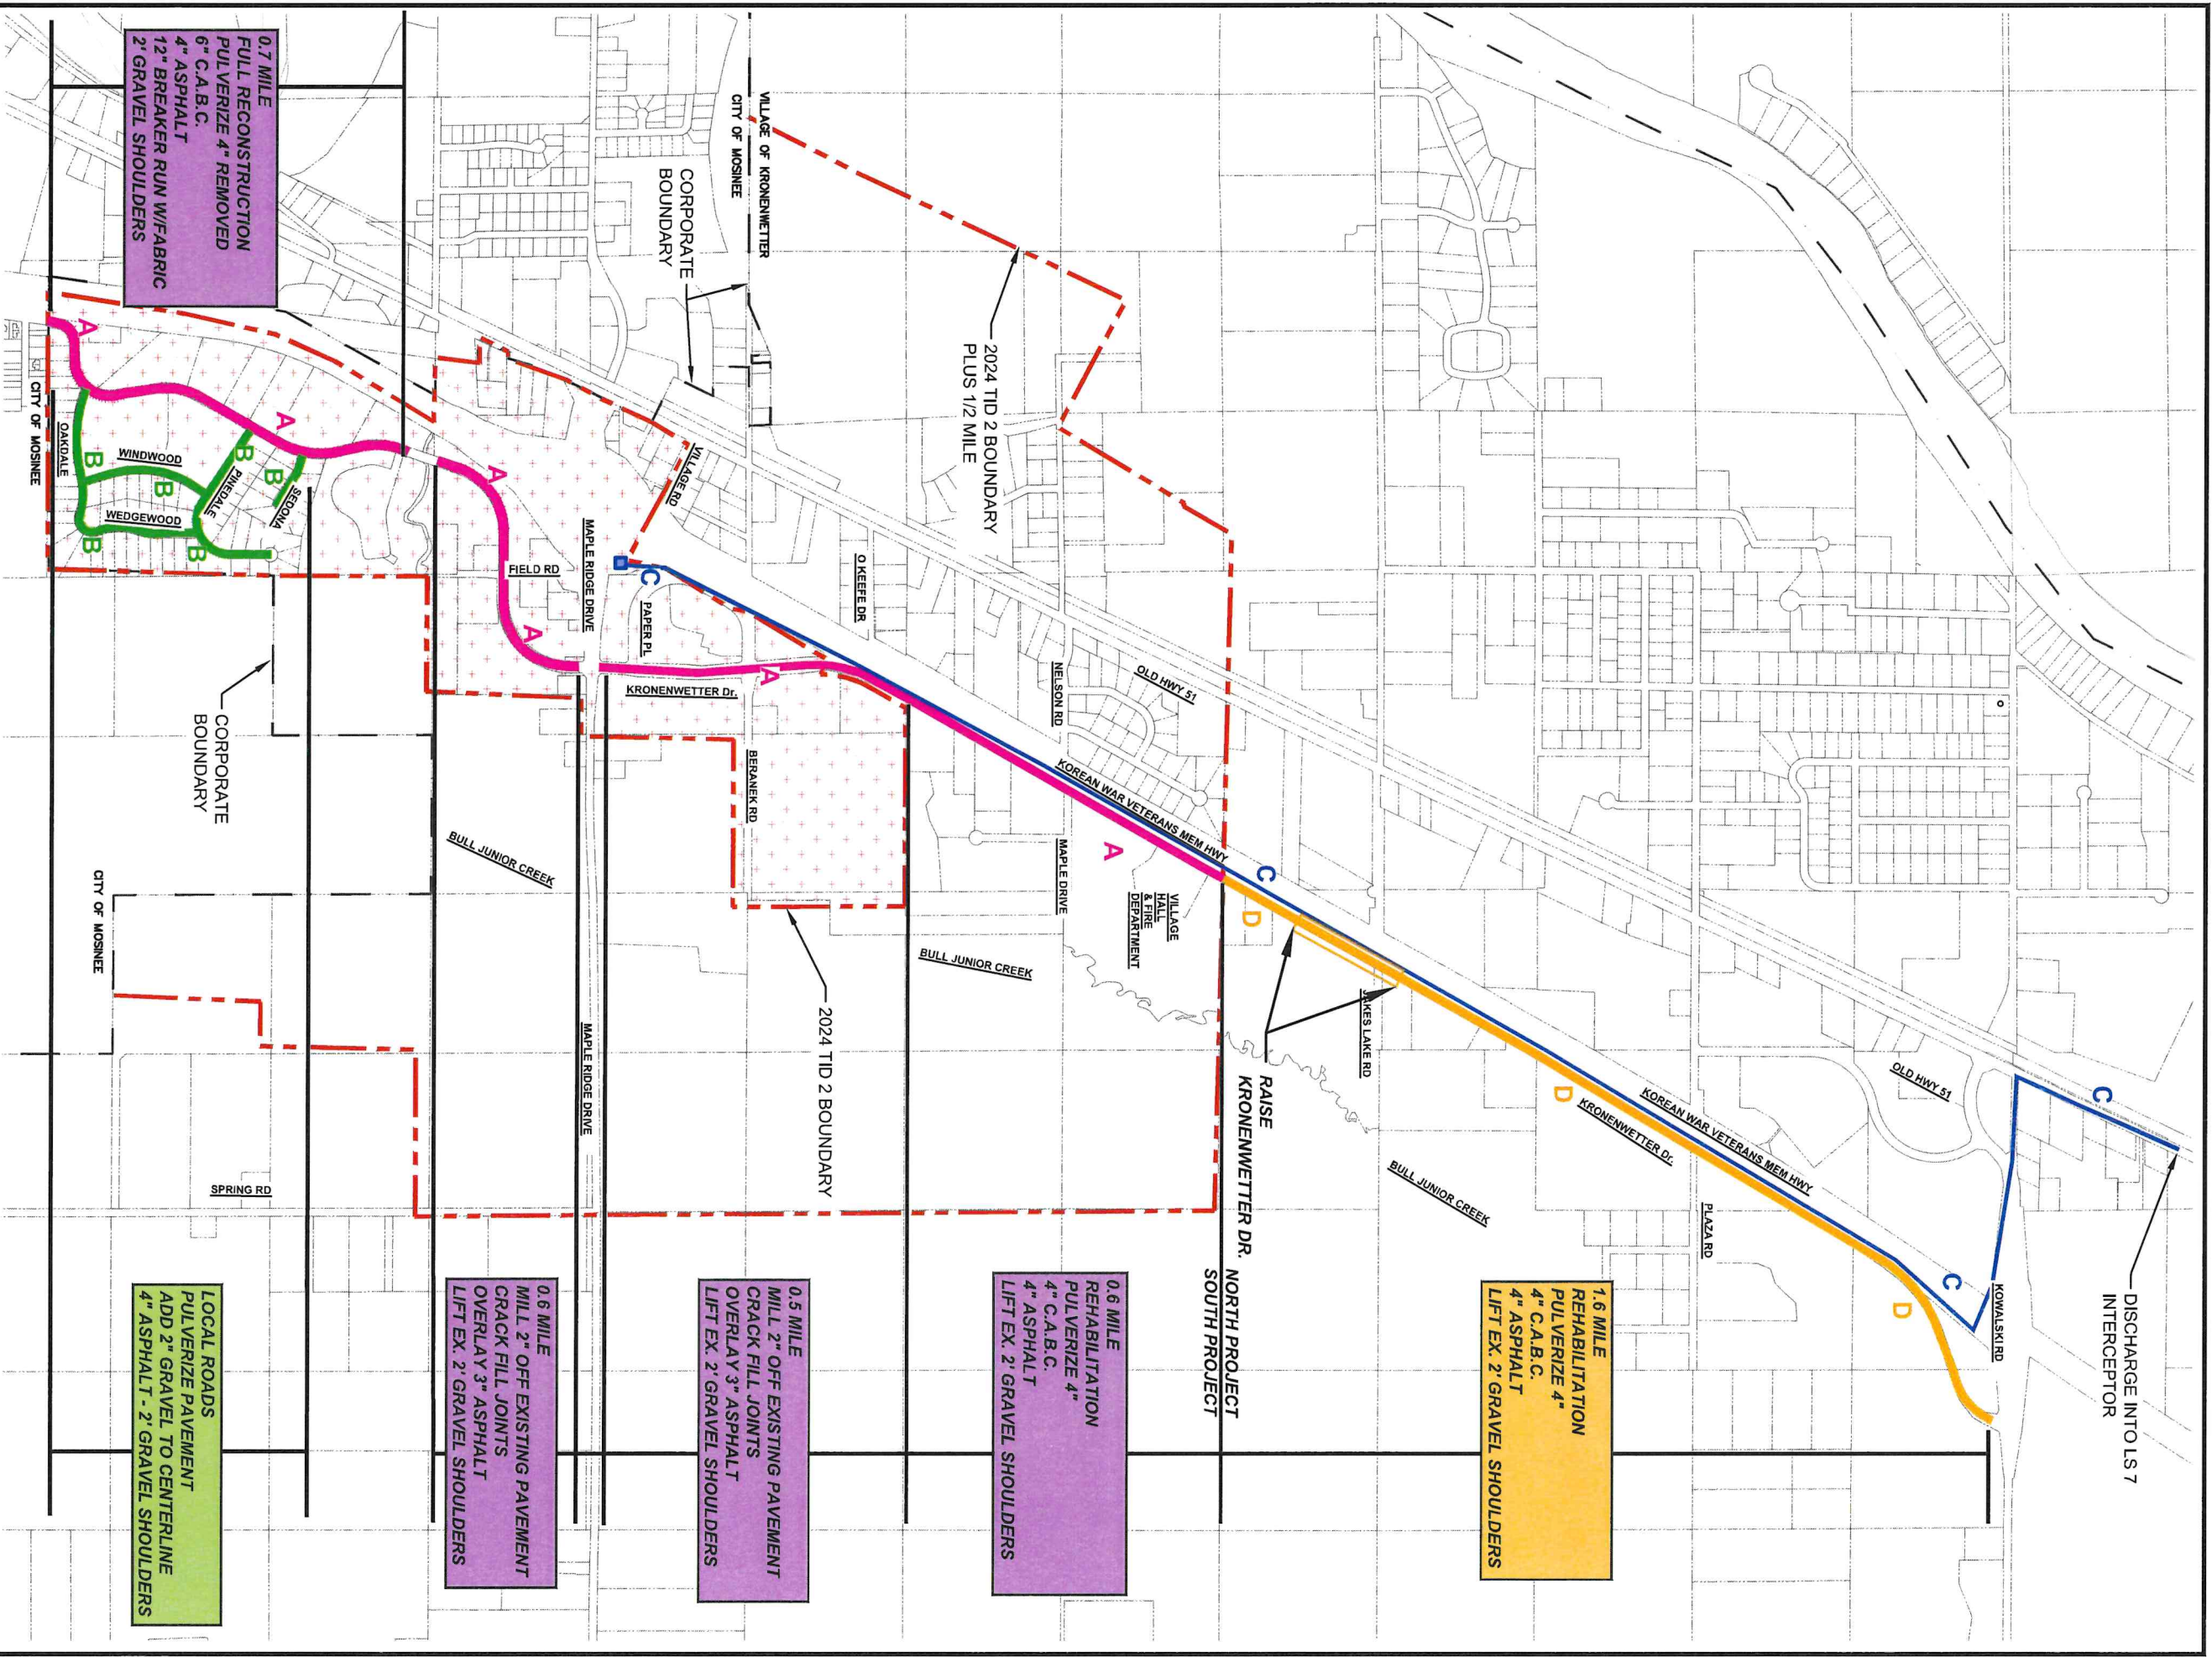 0.7 MILE
FULL RECONSTRUCTION
PULVERIZE 4" REMOVED
6" C.A.B.C.
4" ASPHALT
12" BREAKER RUN W/FABRIC
2' GRAVEL SHOULDERS
VILLAGE OF KRONENWETTER
CITY OF MOSINEE
CORPORATE
BOUNDARY
2024 TID 2 BOUNDARY
PLUS 1/2 MILE
CITY OF MOSINEE
OAKDALE
WINDWOOD
WEDGEWOOD
PINEDALE
SEDONA
A
A
A
A
A
A
B
B
B
B
B
B
C
C
C
C
D
D
D
VILLAGE RD
MAPLE RIDGE DRIVE
FIELD RD
PAPER PL
KRONENWETTER Dr.
O KEEFE DR
NELSON RD
OLD HWY 51
KOREAN WAR VETERANS MEM HWY
BERANEK RD
MAPLE DRIVE
VILLAGE
HALL
& FIRE
DEPARTMENT
BULL JUNIOR CREEK
BULL JUNIOR CREEK
CORPORATE
BOUNDARY
CITY OF MOSINEE
2024 TID 2 BOUNDARY
MAPLE RIDGE DRIVE
SPRING RD
JAKES LAKE RD
RAISE
KRONENWETTER DR.
NORTH PROJECT
SOUTH PROJECT
KRONENWETTER Dr.
KOREAN WAR VETERANS MEM HWY
BULL JUNIOR CREEK
PLAZA RD
OLD HWY 51
KOWALSKI RD
DISCHARGE INTO LS 7
INTERCEPTOR
1.6 MILE
REHABILITATION
PULVERIZE 4"
4" C.A.B.C.
4" ASPHALT
LIFT EX. 2' GRAVEL SHOULDERS
0.6 MILE
REHABILITATION
PULVERIZE 4"
4" C.A.B.C.
4" ASPHALT
LIFT EX. 2' GRAVEL SHOULDERS
0.5 MILE
MILL 2" OFF EXISTING PAVEMENT
CRACK FILL JOINTS
OVERLAY 3" ASPHALT
LIFT EX. 2' GRAVEL SHOULDERS
0.6 MILE
MILL 2" OFF EXISTING PAVEMENT
CRACK FILL JOINTS
OVERLAY 3" ASPHALT
LIFT EX. 2' GRAVEL SHOULDERS
LOCAL ROADS
PULVERIZE PAVEMENT
ADD 2" GRAVEL TO CENTERLINE
4" ASPHALT - 2' GRAVEL SHOULDERS